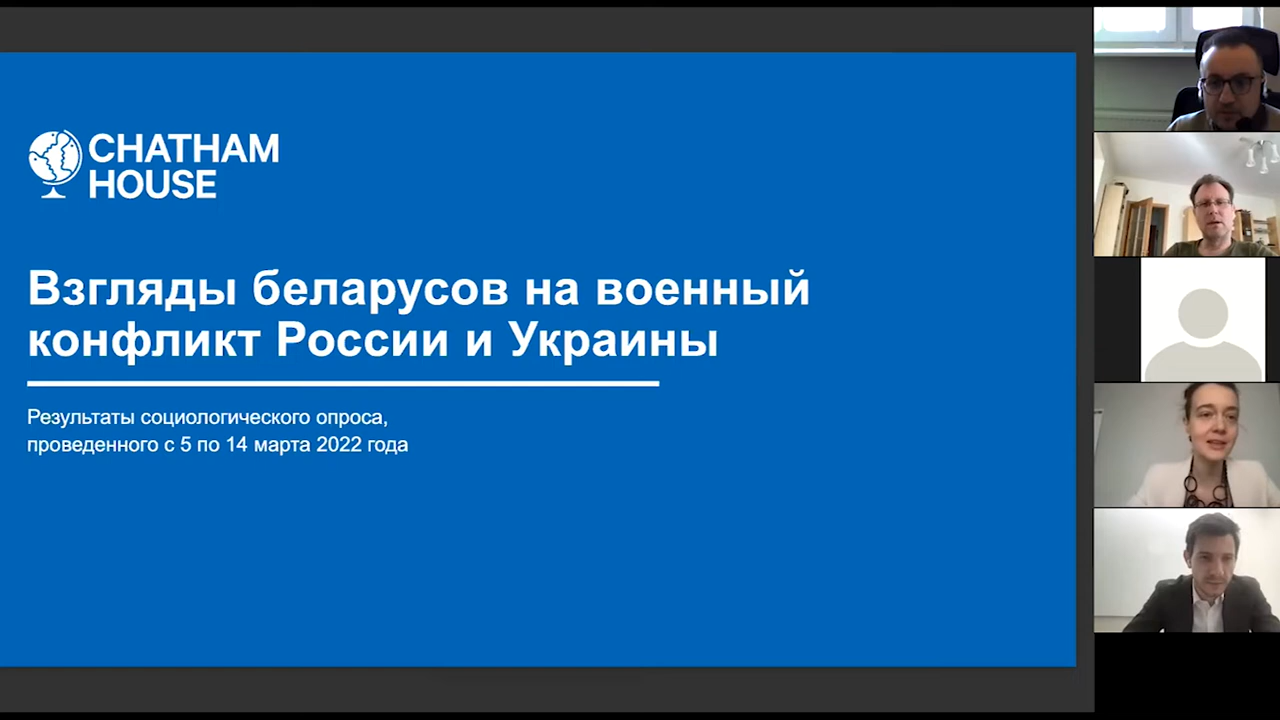 CHATHAM
HOUSE
Взгляды беларусов на военный
конфликт России и Украины
Результаты социологического опроса,
проведенного с 5 по 14 марта 2022 года